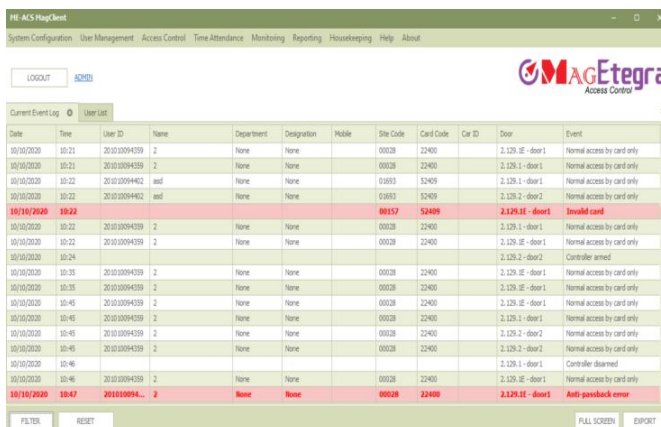 ME-ACS MagClient
System Configuration User Management Access Control Time Attendance Monitoring Reporting Housekeeping Help About
LOGOUT ADMIN
MAGEtegra
Access Control
Current Event Log User List
Date Time User ID Name Department Designation Mobile Site Code Card Code Car ID Door Event
10/10/2020 10:21 201010094359 2 None None 00028 22400 2.129.1E - door1 Normal access by card only
10/10/2020 10:21 201010094359 2 None None 00028 22400 2.129.1 - door1 Normal access by card only
10/10/2020 10:22 201010094402 asd None None 01693 52409 2.129.1 - door1 Normal access by card only
10/10/2020 10:22 201010094402 asd None None 01693 52409 2.129.2 - door2 Normal access by card only
10/10/2020 10:22 00157 52409 2.129.1E - door1 Invalid card
10/10/2020 10:22 201010094359 2 None None 00028 22400 2.129.1 - door1 Normal access by card only
10/10/2020 10:22 201010094359 2 None None 00028 22400 2.129.1E - door1 Normal access by card only
10/10/2020 10:24 2.129.2 - door2 Controller armed
10/10/2020 10:35 201010094359 2 None None 00028 22400 2.129.1E - door1 Normal access by card only
10/10/2020 10:35 201010094359 2 None None 00028 22400 2.129.1E - door1 Normal access by card only
10/10/2020 10:45 201010094359 2 None None 00028 22400 2.129.1E - door1 Normal access by card only
10/10/2020 10:45 201010094359 2 None None 00028 22400 2.129.1 - door1 Normal access by card only
10/10/2020 10:45 201010094359 2 None None 00028 22400 2.129.2 - door2 Normal access by card only
10/10/2020 10:45 201010094359 2 None None 00028 22400 2.129.2 - door2 Normal access by card only
10/10/2020 10:46 2.129.1 - door1 Controller disarmed
10/10/2020 10:46 201010094359 2 None None 00028 22400 2.129.1E - door1 Normal access by card only
10/10/2020 10:47 201010094... 2 None None 00028 22400 2.129.1E - door1 Anti-passback error
FILTER RESET FULL SCREEN EXPORT